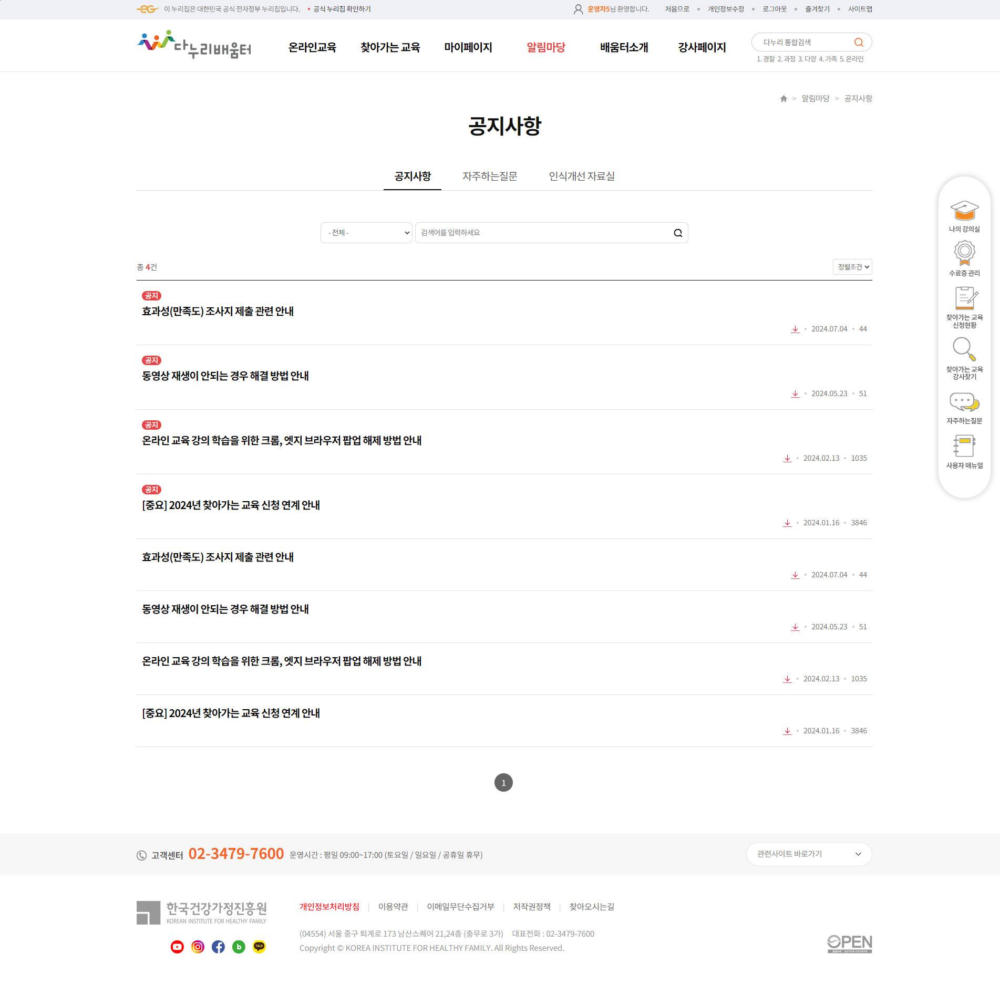 이 누리집은 대한민국 공식 전자정부 누리집입니다. 공식 누리집 확인하기
운영자5님 환영합니다. 처음으로 개인정보수정 로그아웃 즐겨찾기 사이트맵
다누리배움터
온라인교육 찾아가는 교육 마이페이지 알림마당 배움터소개 강사페이지
다누리 통합검색
1. 경찰 2. 과정 3. 다양 4. 가족 5. 온라인
> 알림마당 > 공지사항
공지사항
공지사항 자주하는질문 인식개선 자료실
- 전체 - 검색어를 입력하세요
총 4건 정렬조건
공지
효과성(만족도) 조사지 제출 관련 안내
2024.07.04 44
공지
동영상 재생이 안되는 경우 해결 방법 안내
2024.05.23 51
공지
온라인 교육 강의 학습을 위한 크롬, 엣지 브라우저 팝업 해제 방법 안내
2024.02.13 1035
공지
[중요] 2024년 찾아가는 교육 신청 연계 안내
2024.01.16 3846
효과성(만족도) 조사지 제출 관련 안내
2024.07.04 44
동영상 재생이 안되는 경우 해결 방법 안내
2024.05.23 51
온라인 교육 강의 학습을 위한 크롬, 엣지 브라우저 팝업 해제 방법 안내
2024.02.13 1035
[중요] 2024년 찾아가는 교육 신청 연계 안내
2024.01.16 3846
1
나의 강의실
수료증 관리
찾아가는 교육
신청현황
찾아가는 교육
강사찾기
자주하는질문
사용자 매뉴얼
고객센터 02-3479-7600 운영시간 : 평일 09:00~17:00 (토요일 / 일요일 / 공휴일 휴무)
관련사이트 바로가기
한국건강가정진흥원
KOREAN INSTITUTE FOR HEALTHY FAMILY
개인정보처리방침 이용약관 이메일무단수집거부 저작권정책 찾아오시는길
(04554) 서울 중구 퇴계로 173 남산스퀘어 21,24층 (충무로 3가) 대표전화 : 02-3479-7600
Copyright © KOREA INSTITUTE FOR HEALTHY FAMILY. All Rights Reserved.
b
TALK
OPEN